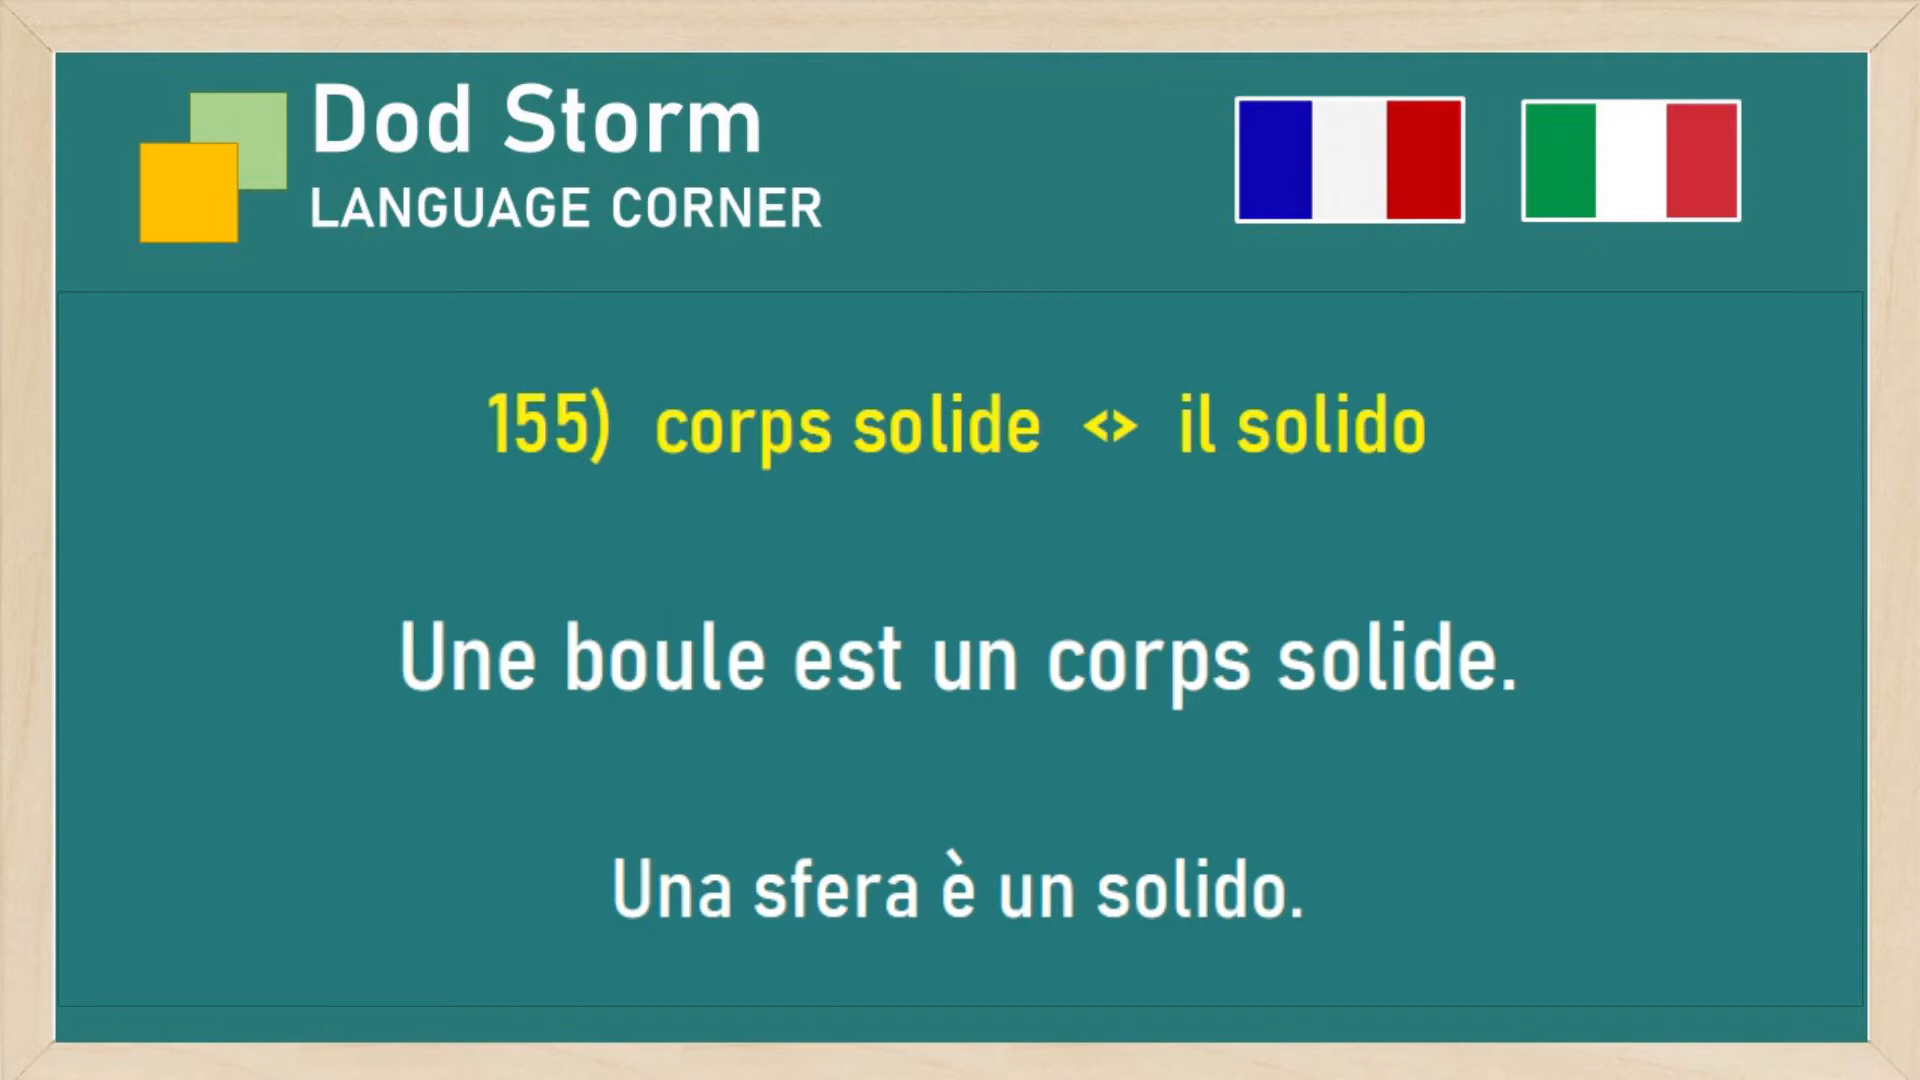 Dod Storm
LANGUAGE CORNER
155) corps solide <> il solido
Une boule est un corps solide.
Una sfera è un solido.